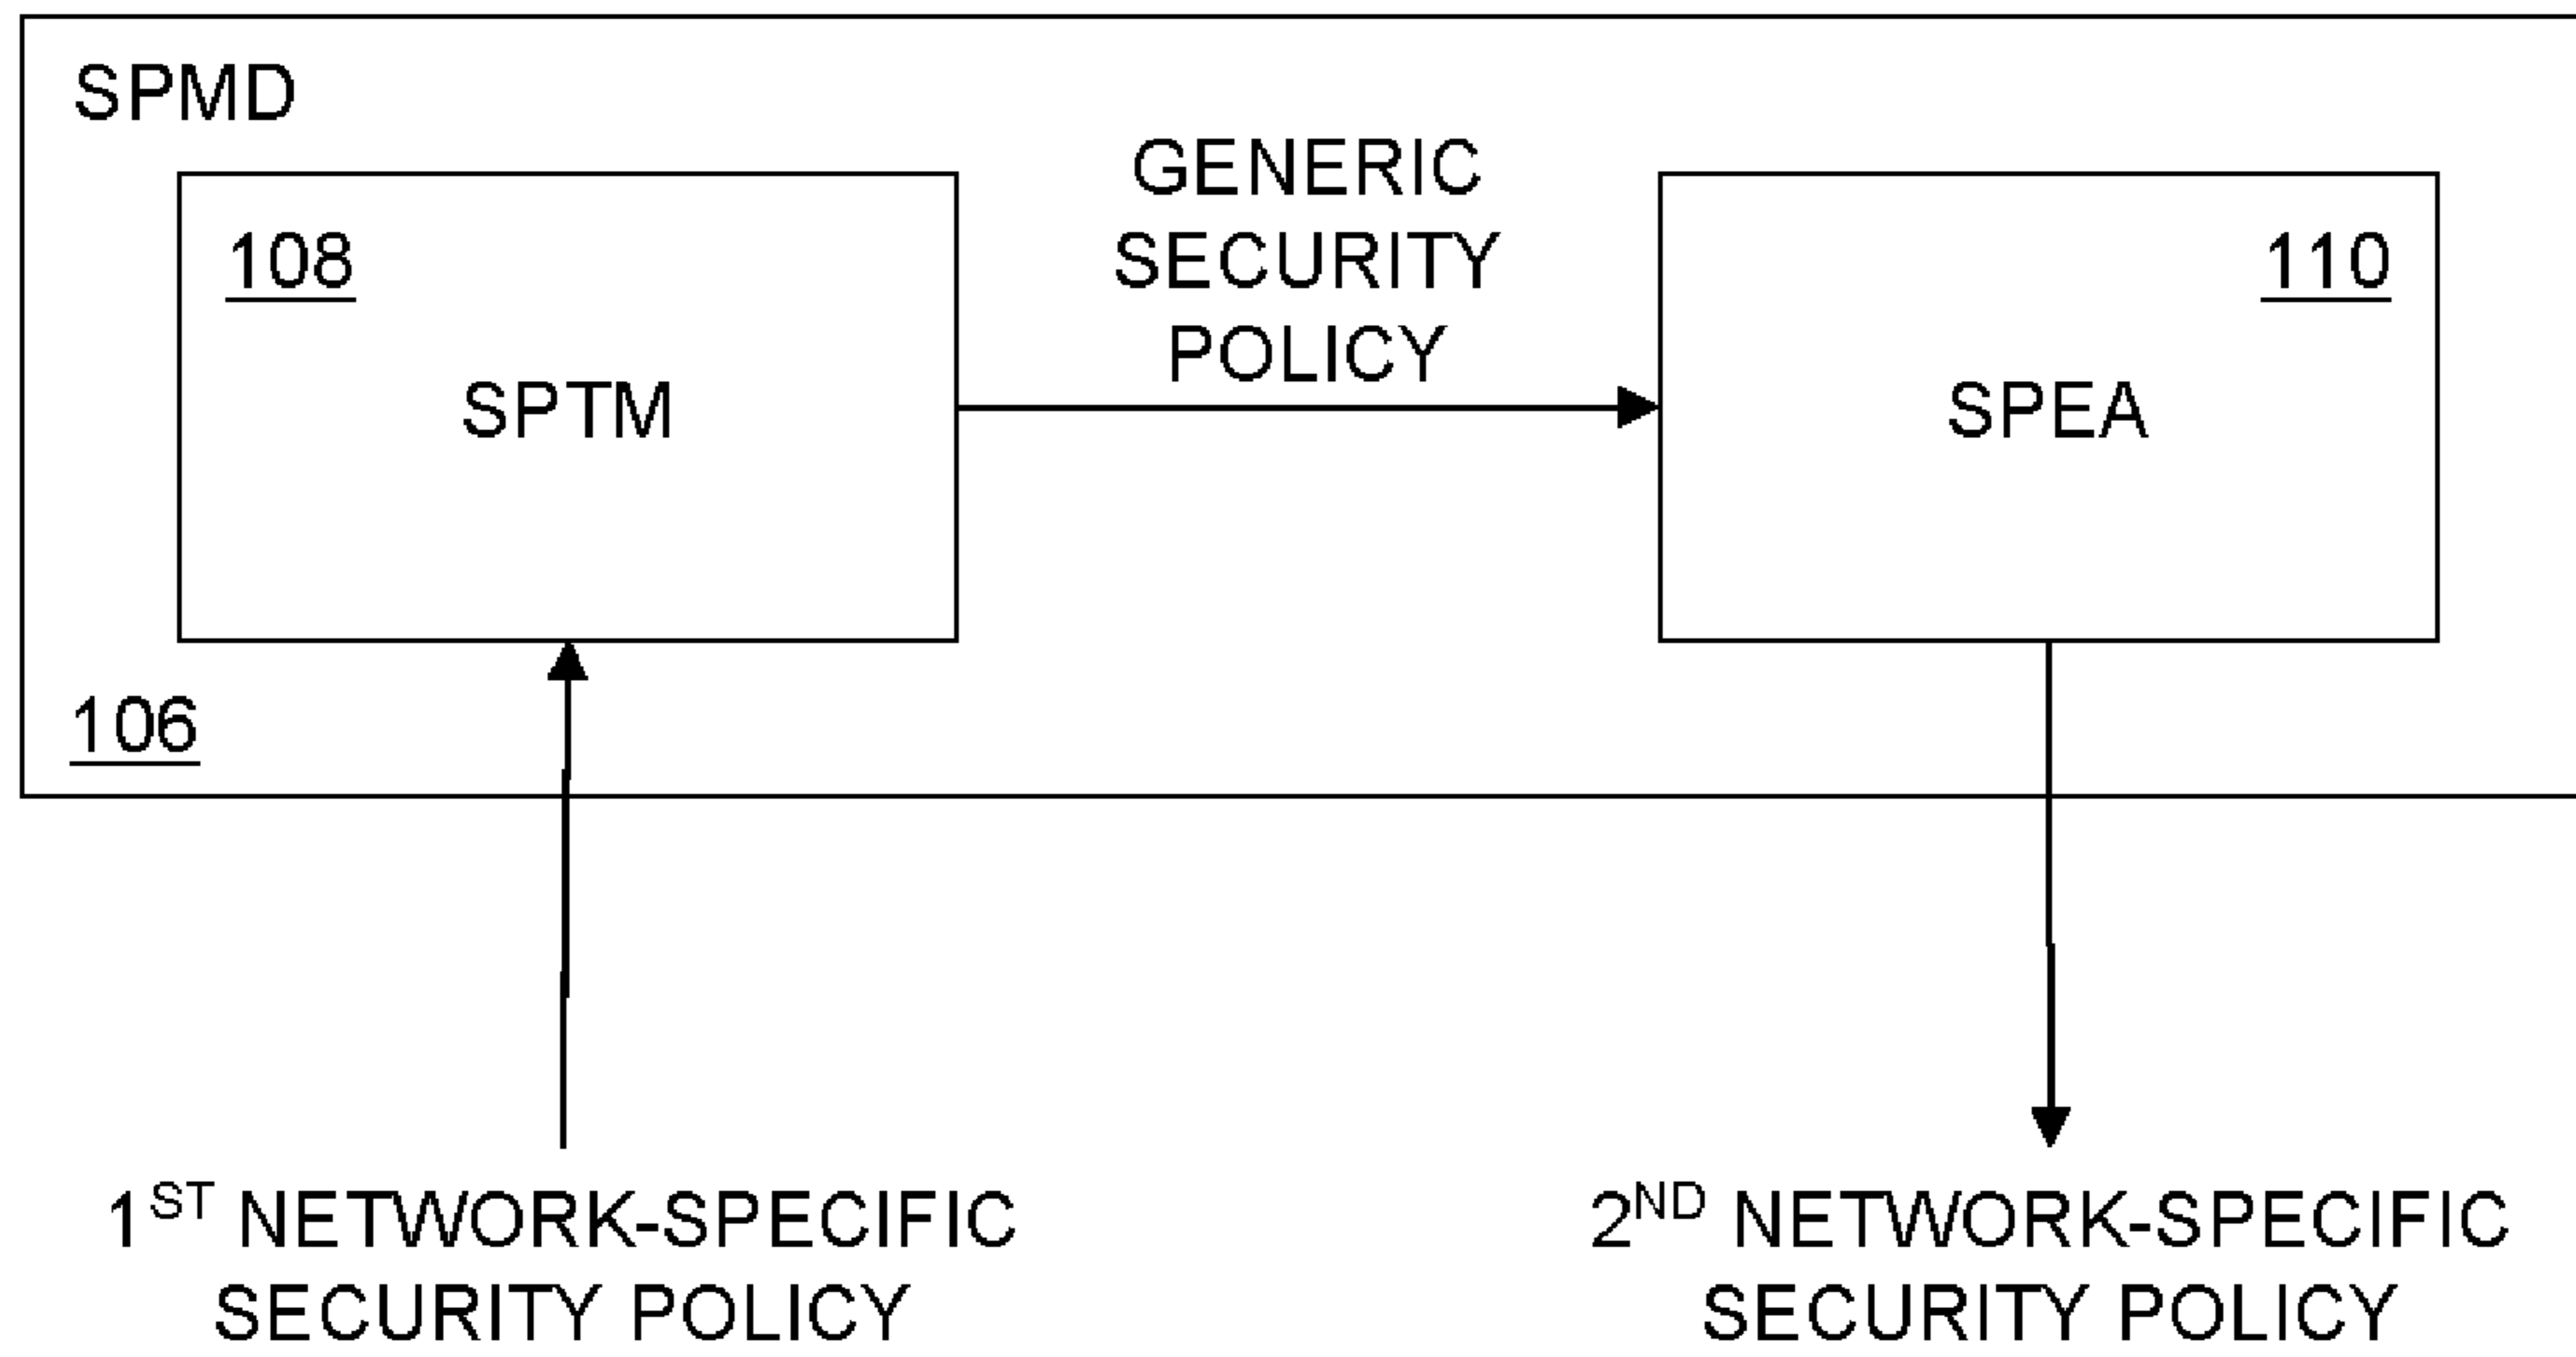 SPMD
GENERIC
SECURITY
POLICY
108
SPTM
110
SPEA
106
1ST NETWORK-SPECIFIC
SECURITY POLICY
2ND NETWORK-SPECIFIC
SECURITY POLICY